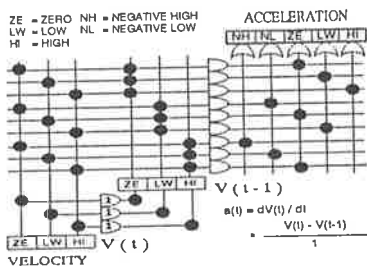 ZE = ZERO NH = NEGATIVE HIGH
LW = LOW NL = NEGATIVE LOW
HI = HIGH
ACCELERATION
NH NL ZE LW HI
ZE LW HI
V(t-1)
1
1
1
a(t) = dV(t) / dt
= V(t) - V(t-1)
1
ZE LW HI
V(t)
VELOCITY